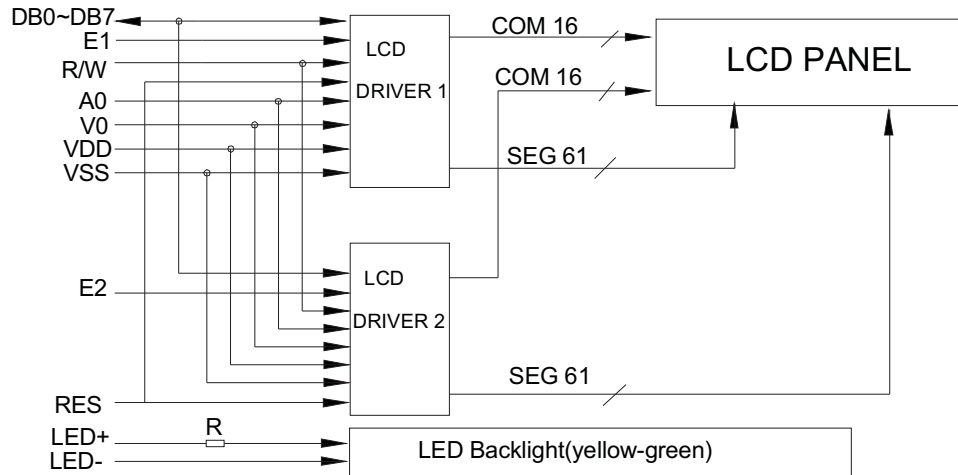 DB0~DB7
E1
R/W
A0
V0
VDD
VSS
LCD
DRIVER 1
COM 16
COM 16
LCD PANEL
SEG 61
E2
LCD
DRIVER 2
SEG 61
RES
LED+
R
LED-
LED Backlight(yellow-green)